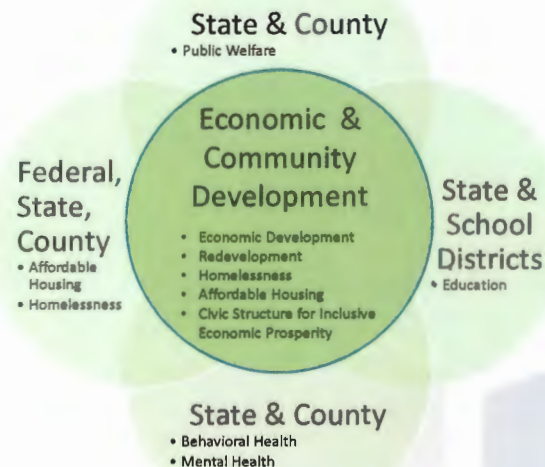 State & County
• Public Welfare
Economic &
Community
Development
• Economic Development
• Redevelopment
• Homelessness
• Affordable Housing
• Civic Structure for Inclusive
Economic Prosperity
Federal,
State,
County
• Affordable
Housing
• Homelessness
State &
School
Districts
• Education
State & County
• Behavioral Health
• Mental Health